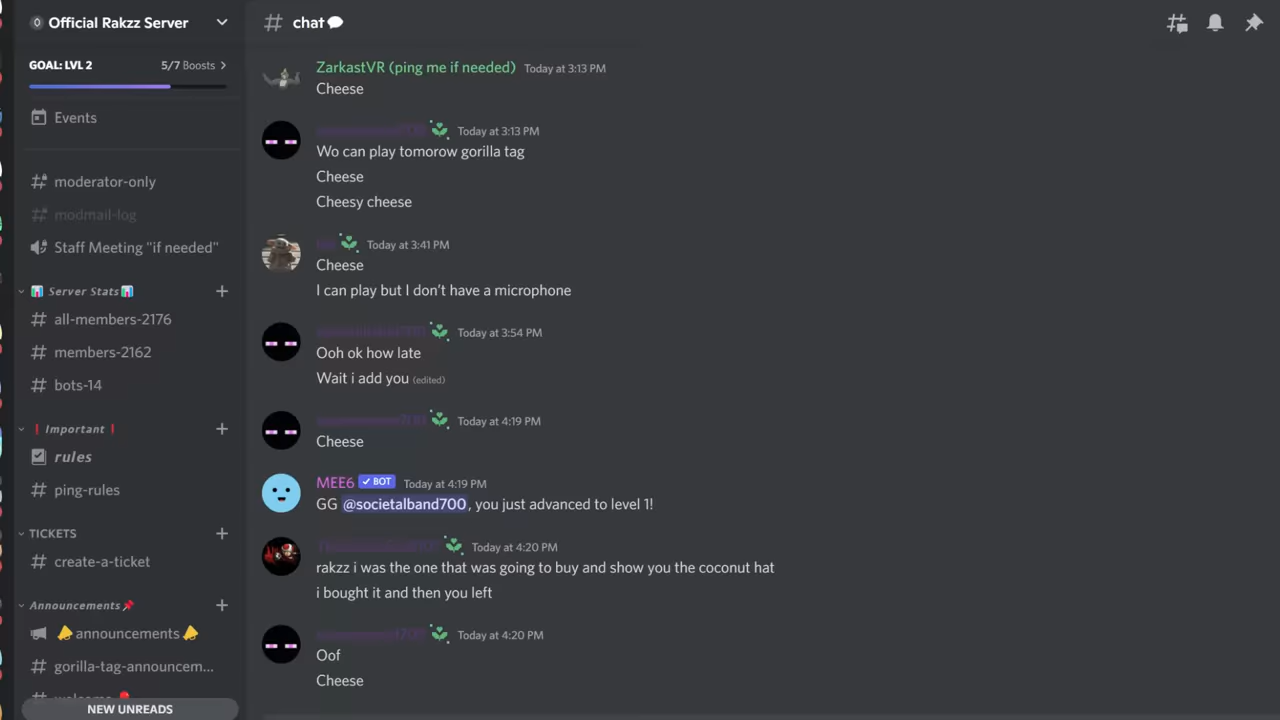 Official Rakzz Server
GOAL: LVL 2 5/7 Boosts
Events
moderator-only
modmail-log
Staff Meeting "if needed"
Server Stats
all-members-2176
members-2162
bots-14
Important
rules
ping-rules
TICKETS
create-a-ticket
Announcements
announcements
gorilla-tag-announcem...
NEW UNREADS
chat
ZarkastVR (ping me if needed) Today at 3:13 PM
Cheese
Today at 3:13 PM
Wo can play tomorow gorilla tag
Cheese
Cheesy cheese
Today at 3:41 PM
Cheese
I can play but I don't have a microphone
Today at 3:54 PM
Ooh ok how late
Wait i add you (edited)
Today at 4:19 PM
Cheese
MEE6 BOT Today at 4:19 PM
GG @societalband700, you just advanced to level 1!
Today at 4:20 PM
rakzz i was the one that was going to buy and show you the coconut hat
i bought it and then you left
Today at 4:20 PM
Oof
Cheese